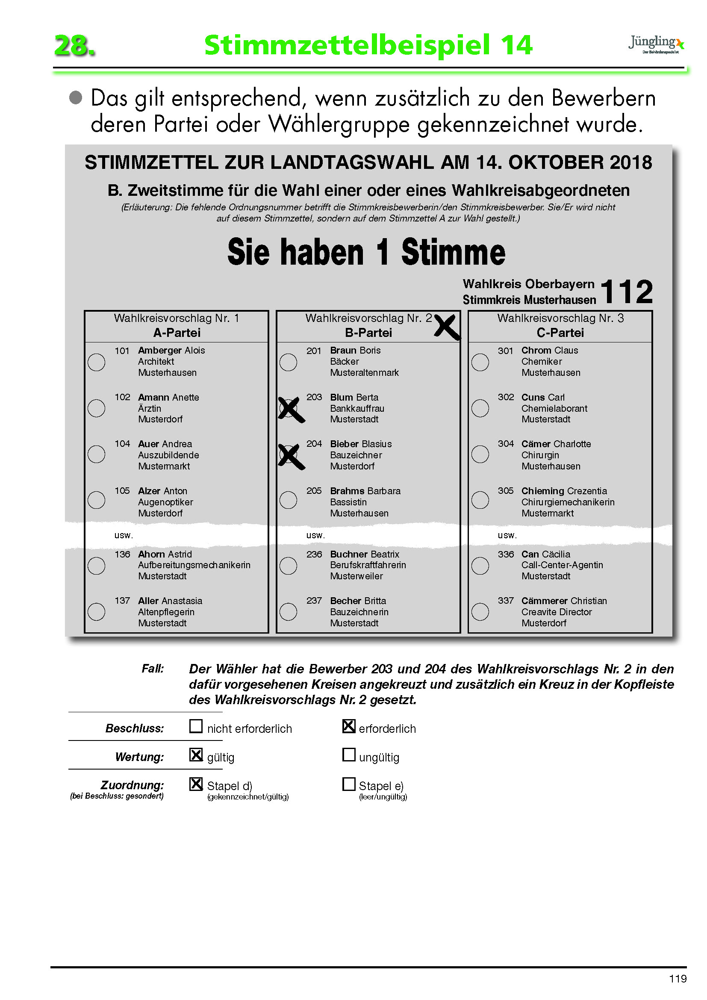 28.
Stimmzettelbeispiel 14
Jüngling
Der Behördenspezialist
Das gilt entsprechend, wenn zusätzlich zu den Bewerbern
deren Partei oder Wählergruppe gekennzeichnet wurde.
STIMMZETTEL ZUR LANDTAGSWAHL AM 14. OKTOBER 2018
B. Zweitstimme für die Wahl einer oder eines Wahlkreisabgeordneten
(Erläuterung: Die fehlende Ordnungsnummer betrifft die Stimmkreisbewerberin/den Stimmkreisbewerber. Sie/Er wird nicht
auf diesem Stimmzettel, sondern auf dem Stimmzettel A zur Wahl gestellt.)
Sie haben 1 Stimme
Wahlkreis Oberbayern
Stimmkreis Musterhausen
112
Wahlkreisvorschlag Nr. 1
A-Partei
101 Amberger Alois
Architekt
Musterhausen
102 Amann Anette
Ärztin
Musterdorf
104 Auer Andrea
Auszubildende
Mustermarkt
105 Alzer Anton
Augenoptiker
Musterdorf
usw.
136 Ahorn Astrid
Aufbereitungsmechanikerin
Musterstadt
137 Aller Anastasia
Altenpflegerin
Musterstadt
Wahlkreisvorschlag Nr. 2
B-Partei
201 Braun Boris
Bäcker
Musteraltenmark
203 Blum Berta
Bankkauffrau
Musterstadt
204 Bieber Blasius
Bauzeichner
Musterdorf
205 Brahms Barbara
Bassistin
Musterhausen
usw.
236 Buchner Beatrix
Berufskraftfahrerin
Musterweiler
237 Becher Britta
Bauzeichnerin
Musterstadt
Wahlkreisvorschlag Nr. 3
C-Partei
301 Chrom Claus
Chemiker
Musterhausen
302 Cuns Carl
Chemielaborant
Musterstadt
304 Cämer Charlotte
Chirurgin
Musterhausen
305 Chieming Crezentia
Chirurgiemechanikerin
Mustermarkt
usw.
336 Can Cäcilia
Call-Center-Agentin
Musterstadt
337 Cämmerer Christian
Creavite Director
Musterdorf
Fall:
Der Wähler hat die Bewerber 203 und 204 des Wahlkreisvorschlags Nr. 2 in den
dafür vorgesehenen Kreisen angekreuzt und zusätzlich ein Kreuz in der Kopfleiste
des Wahlkreisvorschlags Nr. 2 gesetzt.
Beschluss: nicht erforderlich erforderlich
Wertung: gültig ungültig
Zuordnung: Stapel d) Stapel e)
(bei Beschluss: gesondert) (gekennzeichnet/gültig) (leer/ungültig)
119